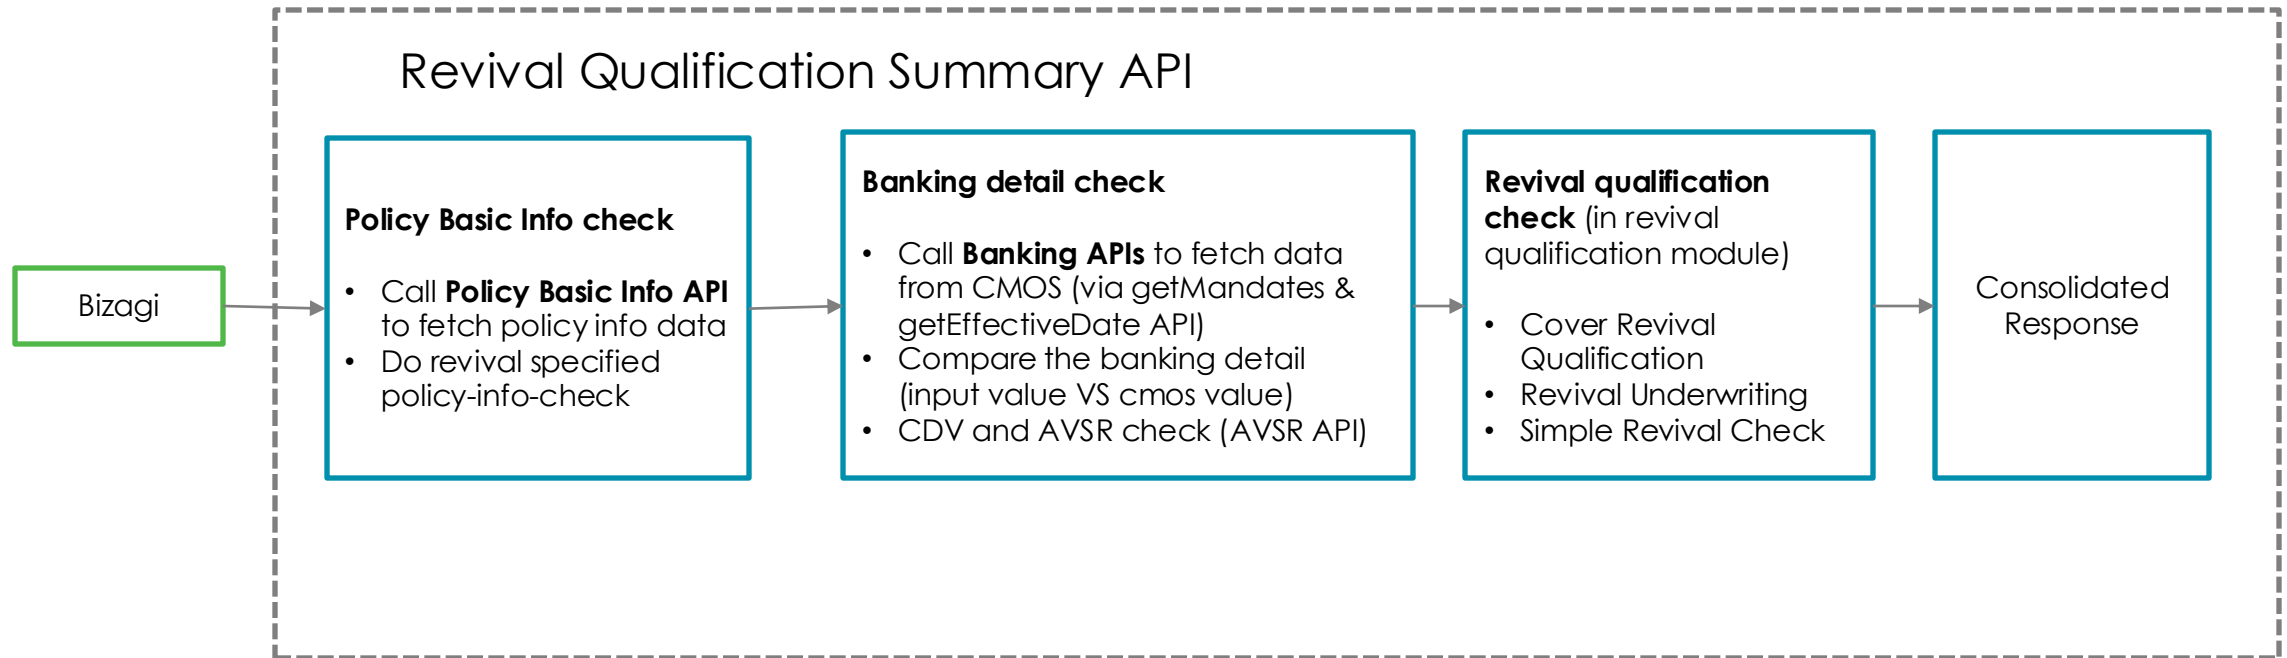 Revival Qualification Summary API
Bizagi
Policy Basic Info check
• Call Policy Basic Info API
to fetch policy info data
• Do revival specified
policy-info-check
Banking detail check
• Call Banking APIs to fetch data
from CMOS (via getMandates &
getEffectiveDate API)
• Compare the banking detail
(input value VS cmos value)
• CDV and AVSR check (AVSR API)
Revival qualification
check (in revival
qualification module)
• Cover Revival
Qualification
• Revival Underwriting
• Simple Revival Check
Consolidated
Response